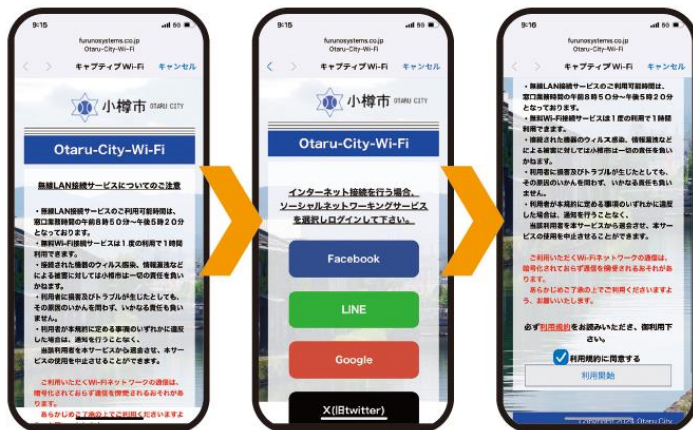 9:15
5G
furunosystems.co.jp
Otaru-City-Wi-Fi
キャプティブWi-Fi
キャンセル
小樽市 OTARU CITY
Otaru-City-Wi-Fi
無線LAN接続サービスについてのご注意
・無線LAN接続サービスのご利用可能時間は、
窓口業務時間の午前8時50分〜午後5時20分
となっております。
・無料Wi-Fi接続サービスは1度の利用で1時間
利用できます。
・接続された機器のウィルス感染、情報漏洩など
による被害に対しては小樽市は一切の責任を負い
かねます。
・利用者に損害及びトラブルが生じたとしても、
その原因のいかんを問わず、いかなる責任も負い
ません。
・利用者が本規約に定める事項のいずれかに違反
した場合は、通知を行うことなく、
当該利用者を本サービスから退会させ、本サー
ビスの使用を中止させることができます。
ご利用いただくWi-Fiネットワークの通信は、
暗号化されておらず通信を傍受されるおそれがあ
ります。
あらかじめご了承の上でご利用くださいますよ
9:15
5G
furunosystems.co.jp
Otaru-City-Wi-Fi
キャプティブWi-Fi
キャンセル
小樽市 OTARU CITY
Otaru-City-Wi-Fi
インターネット接続を行う場合、
ソーシャルネットワーキングサービス
を選択しログインして下さい。
Facebook
LINE
Google
X(旧twitter)
9:16
5G
furunosystems.co.jp
Otaru-City-Wi-Fi
キャプティブWi-Fi
キャンセル
・無線LAN接続サービスのご利用可能時間は、
窓口業務時間の午前8時50分〜午後5時20分
となっております。
・無料Wi-Fi接続サービスは1度の利用で1時間
利用できます。
・接続された機器のウィルス感染、情報漏洩など
による被害に対しては小樽市は一切の責任を負い
かねます。
・利用者に損害及びトラブルが生じたとしても、
その原因のいかんを問わず、いかなる責任も負い
ません。
・利用者が本規約に定める事項のいずれかに違反
した場合は、通知を行うことなく、
当該利用者を本サービスから退会させ、本サー
ビスの使用を中止させることができます。
ご利用いただくWi-Fiネットワークの通信は、
暗号化されておらず通信を傍受されるおそれがあ
ります。
あらかじめご了承の上でご利用くださいますよ
う、お願いいたします。
必ず利用規約をお読みいただき、御利用下
さい。
利用規約に同意する
利用開始
Copyright 2024 Otaru City